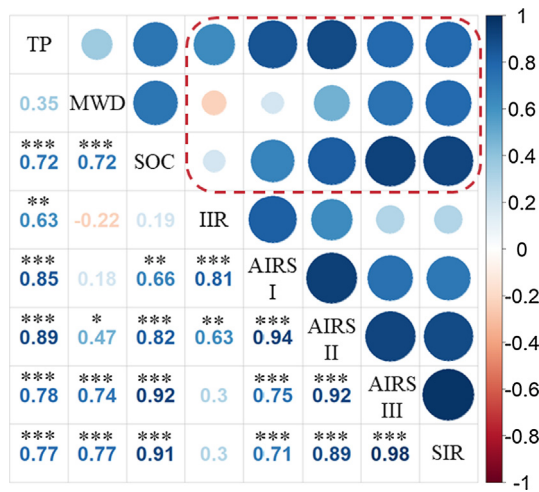 TP
0.35 MWD
*** ***
0.72 0.72 SOC
**
0.63 -0.22 0.19 IIR
*** ** ***
0.85 0.18 0.66 0.81 AIRS I
*** * *** ** ***
0.89 0.47 0.82 0.63 0.94 AIRS II
*** *** *** *** ***
0.78 0.74 0.92 0.3 0.75 0.92 AIRS III
*** *** *** *** *** ***
0.77 0.77 0.91 0.3 0.71 0.89 0.98 SIR
1
0.8
0.6
0.4
0.2
0
-0.2
-0.4
-0.6
-0.8
-1